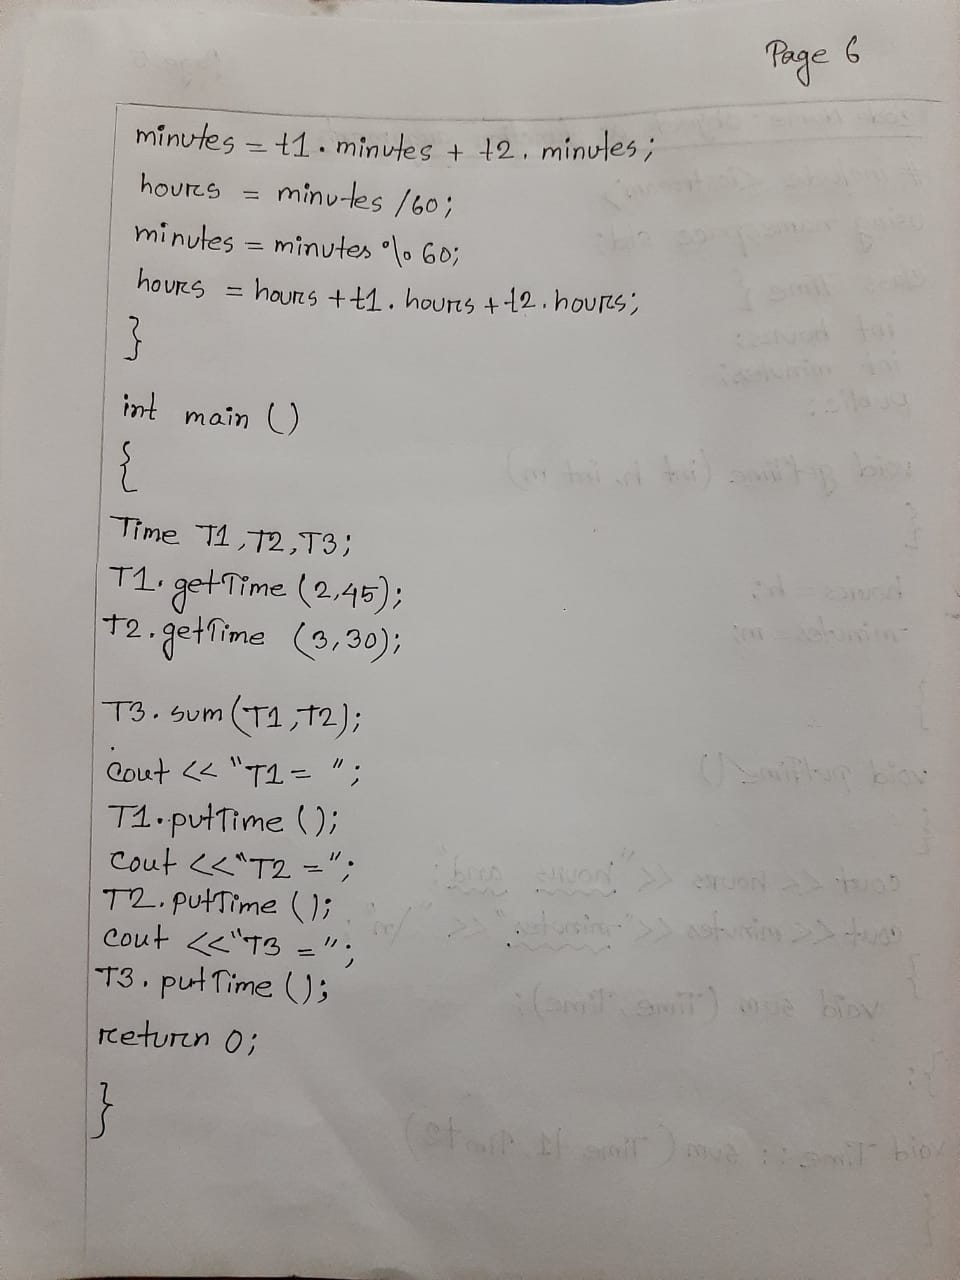 Page 6
minutes = t1. minutes + t2. minutes;
hours = minutes /60;
minutes = minutes % 60;
hours = hours + t1. hours + t2. hours;
}
int main ()
{
Time T1, T2, T3;
T1. getTime (2,45);
T2. getTime (3,30);
T3. sum (T1, T2);
cout << "T1 = ";
T1. putTime ();
cout << "T2 = ";
T2. putTime ();
cout << "T3 = ";
T3. putTime ();
return 0;
}